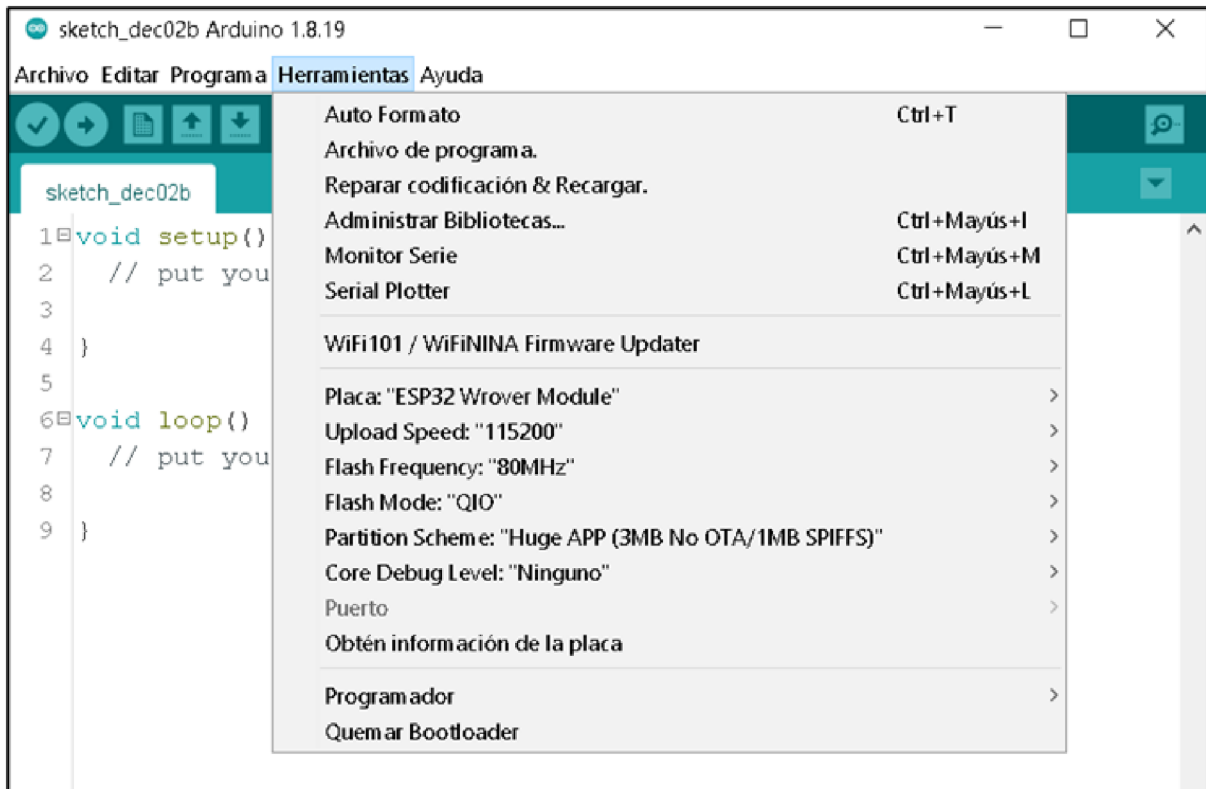 sketch_dec02b Arduino 1.8.19
Archivo Editar Programa Herramientas Ayuda
Auto Formato Ctrl+T
Archivo de programa.
Reparar codificación & Recargar.
Administrar Bibliotecas... Ctrl+Mayús+I
Monitor Serie Ctrl+Mayús+M
Serial Plotter Ctrl+Mayús+L
WiFi101 / WiFiNINA Firmware Updater
Placa: "ESP32 Wrover Module"
Upload Speed: "115200"
Flash Frequency: "80MHz"
Flash Mode: "QIO"
Partition Scheme: "Huge APP (3MB No OTA/1MB SPIFFS)"
Core Debug Level: "Ninguno"
Puerto
Obtén información de la placa
Programador
Quemar Bootloader
sketch_dec02b
1 void setup()
2 // put you
3
4 }
5
6 void loop()
7 // put you
8
9 }